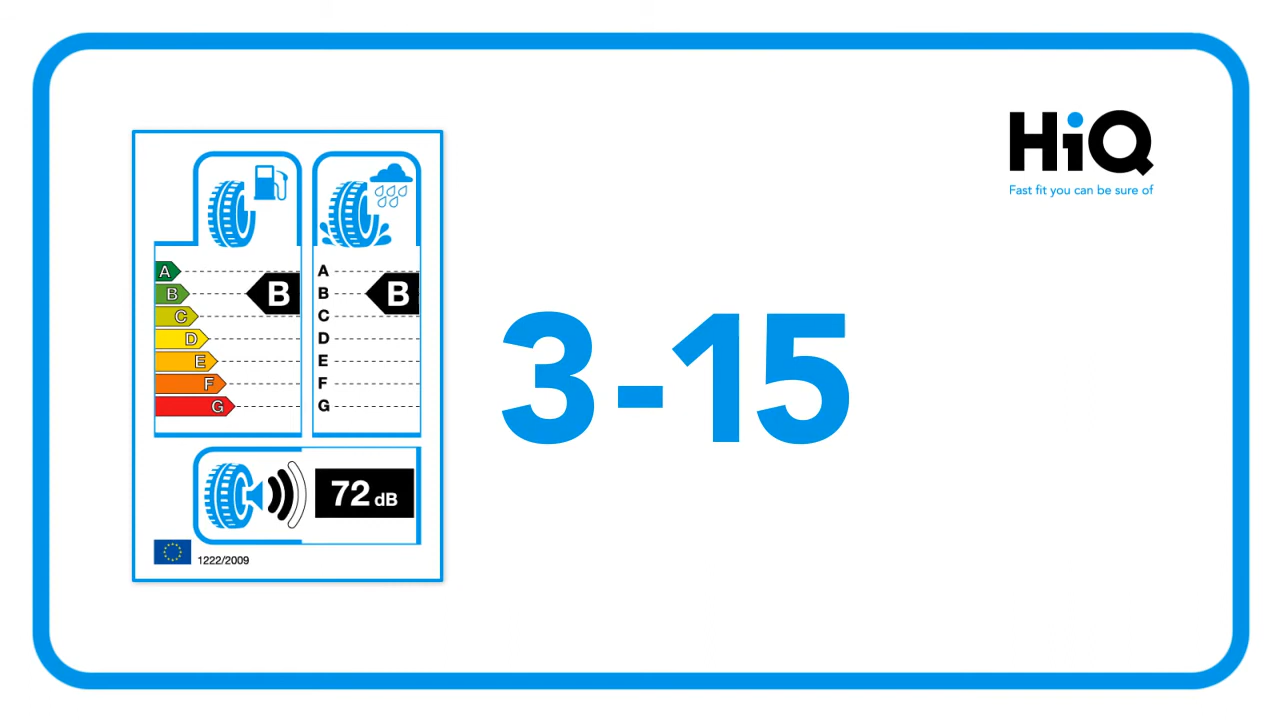 HiQ
Fast fit you can be sure of
A
B
C
D
E
F
G
B
A
B
C
D
E
F
G
B
3-15
72 dB
1222/2009